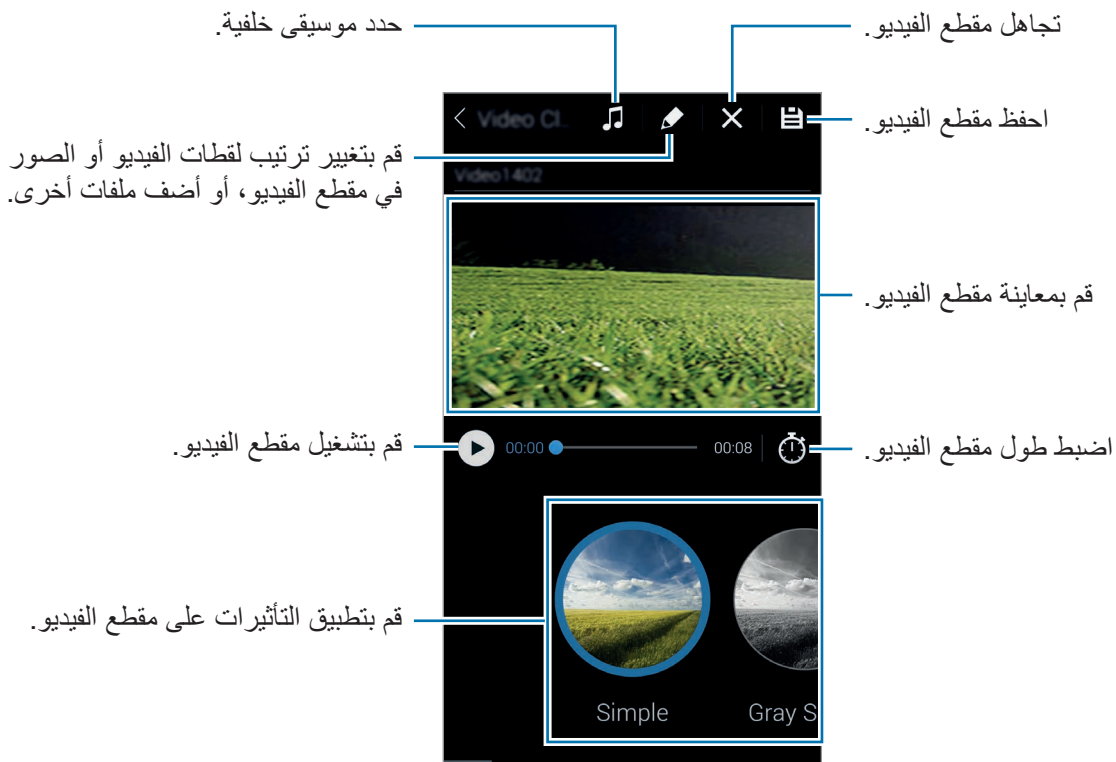 تجاهل مقطع الفيديو.
حدد موسيقى خلفية.
احفظ مقطع الفيديو.
Video Cl..
قم بتغيير ترتيب لقطات الفيديو أو الصور
في مقطع الفيديو، أو أضف ملفات أخرى.
Video1402
قم بمعاينة مقطع الفيديو.
اضبط طول مقطع الفيديو.
00:00
00:08
قم بتشغيل مقطع الفيديو.
قم بتطبيق التأثيرات على مقطع الفيديو.
Simple
Gray S